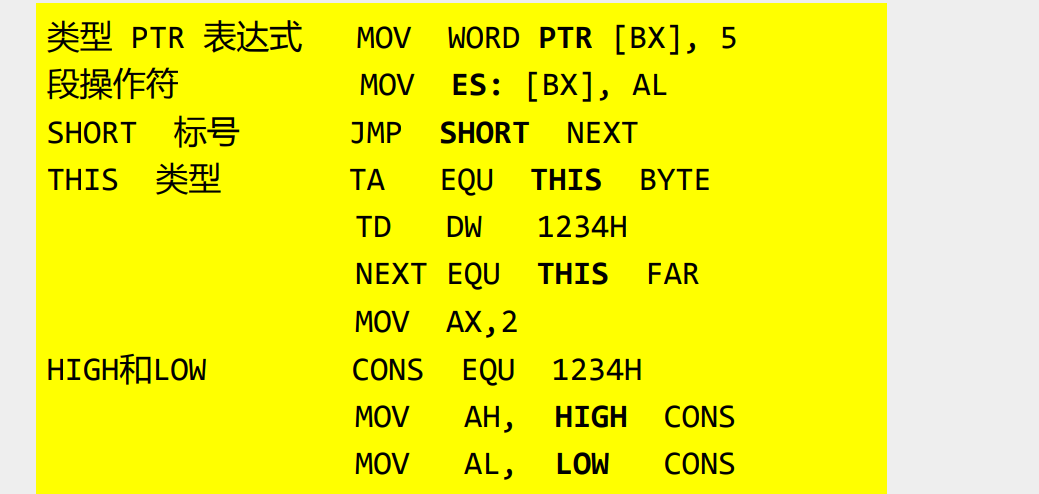 类型 PTR 表达式 MOV WORD PTR [BX], 5
段操作符 MOV ES: [BX], AL
SHORT 标号 JMP SHORT NEXT
THIS 类型 TA EQU THIS BYTE
TD DW 1234H
NEXT EQU THIS FAR
MOV AX,2
HIGH和LOW CONS EQU 1234H
MOV AH, HIGH CONS
MOV AL, LOW CONS